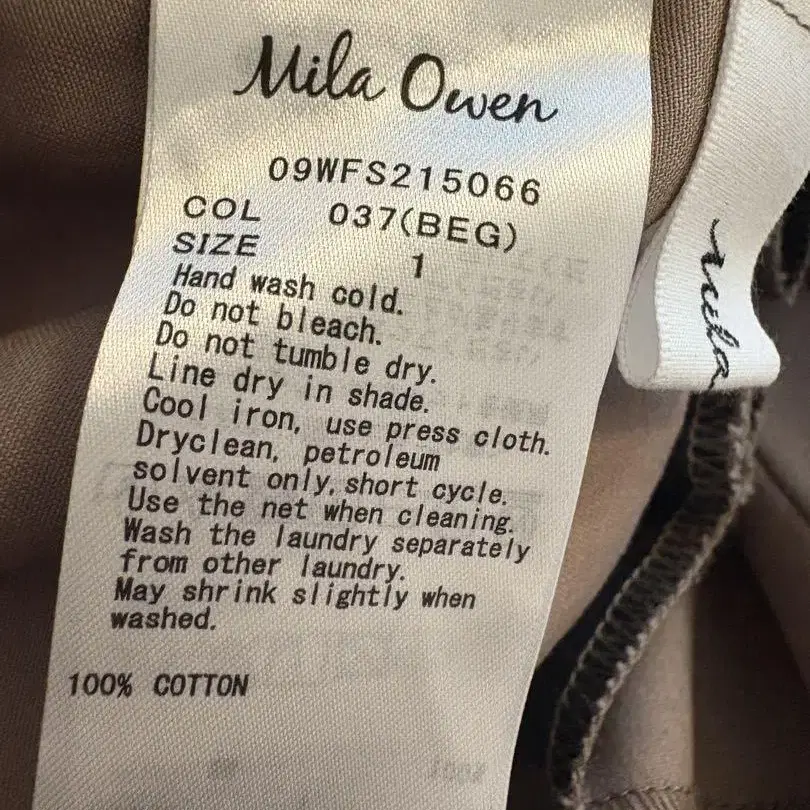 Mila Owen
09WFS215066
COL 037(BEG)
SIZE 1
Hand wash cold.
Do not bleach.
Do not tumble dry.
Line dry in shade.
Cool iron, use press cloth.
Dryclean, petroleum
solvent only, short cycle.
Use the net when cleaning.
Wash the laundry separately
from other laundry.
May shrink slightly when
washed.
100% COTTON
mila